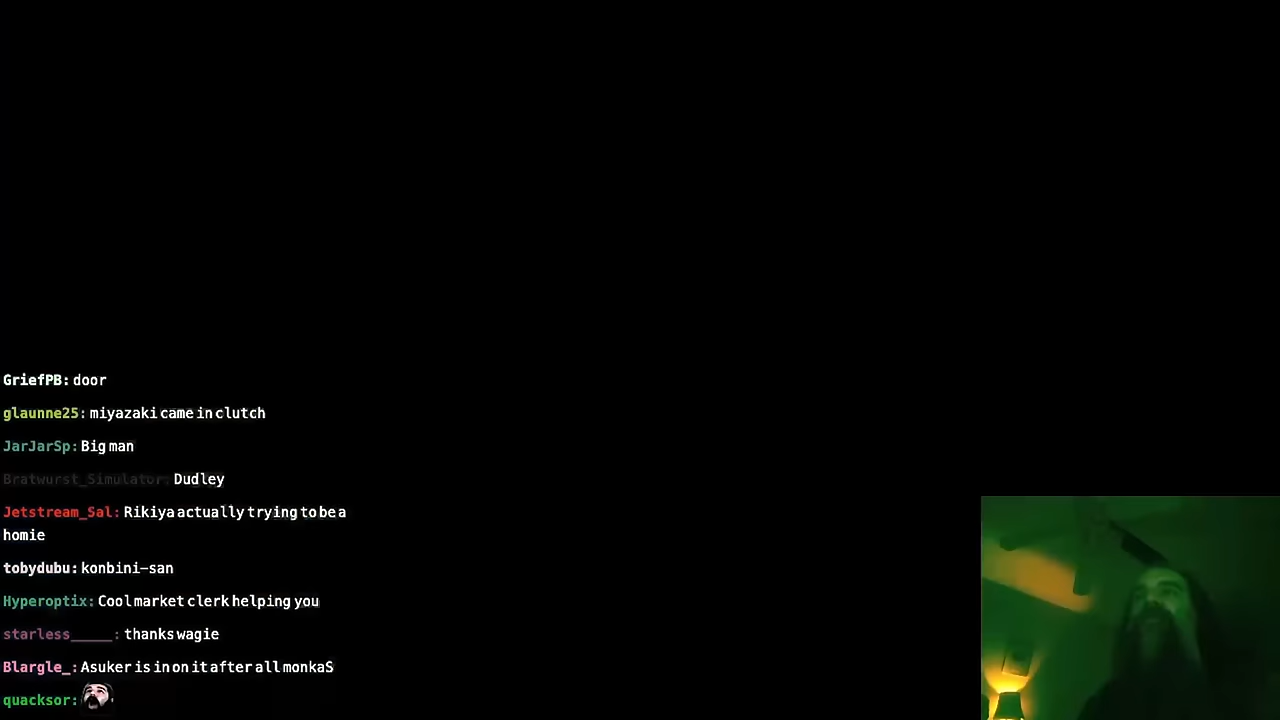 GriefPB: door
glaunne25: miyazaki came in clutch
JarJarSp: Big man
Bratwurst_Simulator: Dudley
Jetstream_Sal: Rikiya actually trying to be a
homie
tobydubu: konbini-san
Hyperoptix: Cool market clerk helping you
starless_____: thanks wagie
Blargle_: Asuker is in on it after all monkaS
quacksor: